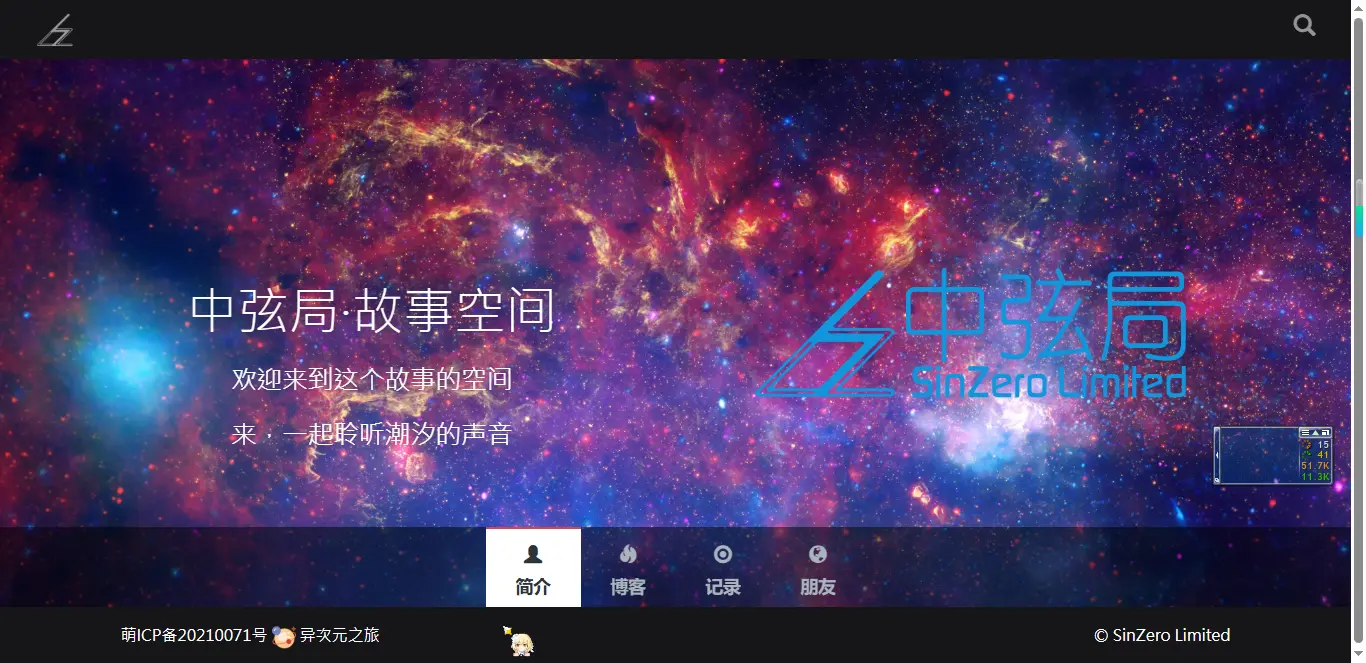 中弦局·故事空间
欢迎来到这个故事的空间
来，一起聆听潮汐的声音
中弦局
SinZero Limited
15
41
51.7K
11.3K
简介
博客
记录
朋友
萌ICP备20210071号 异次元之旅
© SinZero Limited